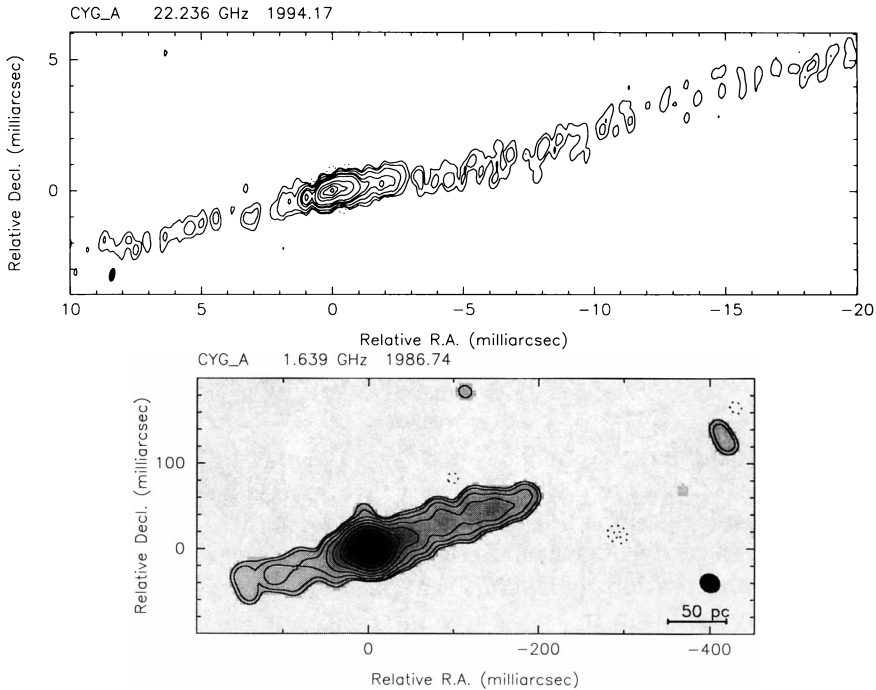 CYG_A 22.236 GHz 1994.17
5
0
Relative Decl. (milliarcsec)
10 5 0 −5 −10 −15 −20
Relative R.A. (milliarcsec)
CYG_A 1.639 GHz 1986.74
100
0
Relative Decl. (milliarcsec)
50 pc
0 −200 −400
Relative R.A. (milliarcsec)